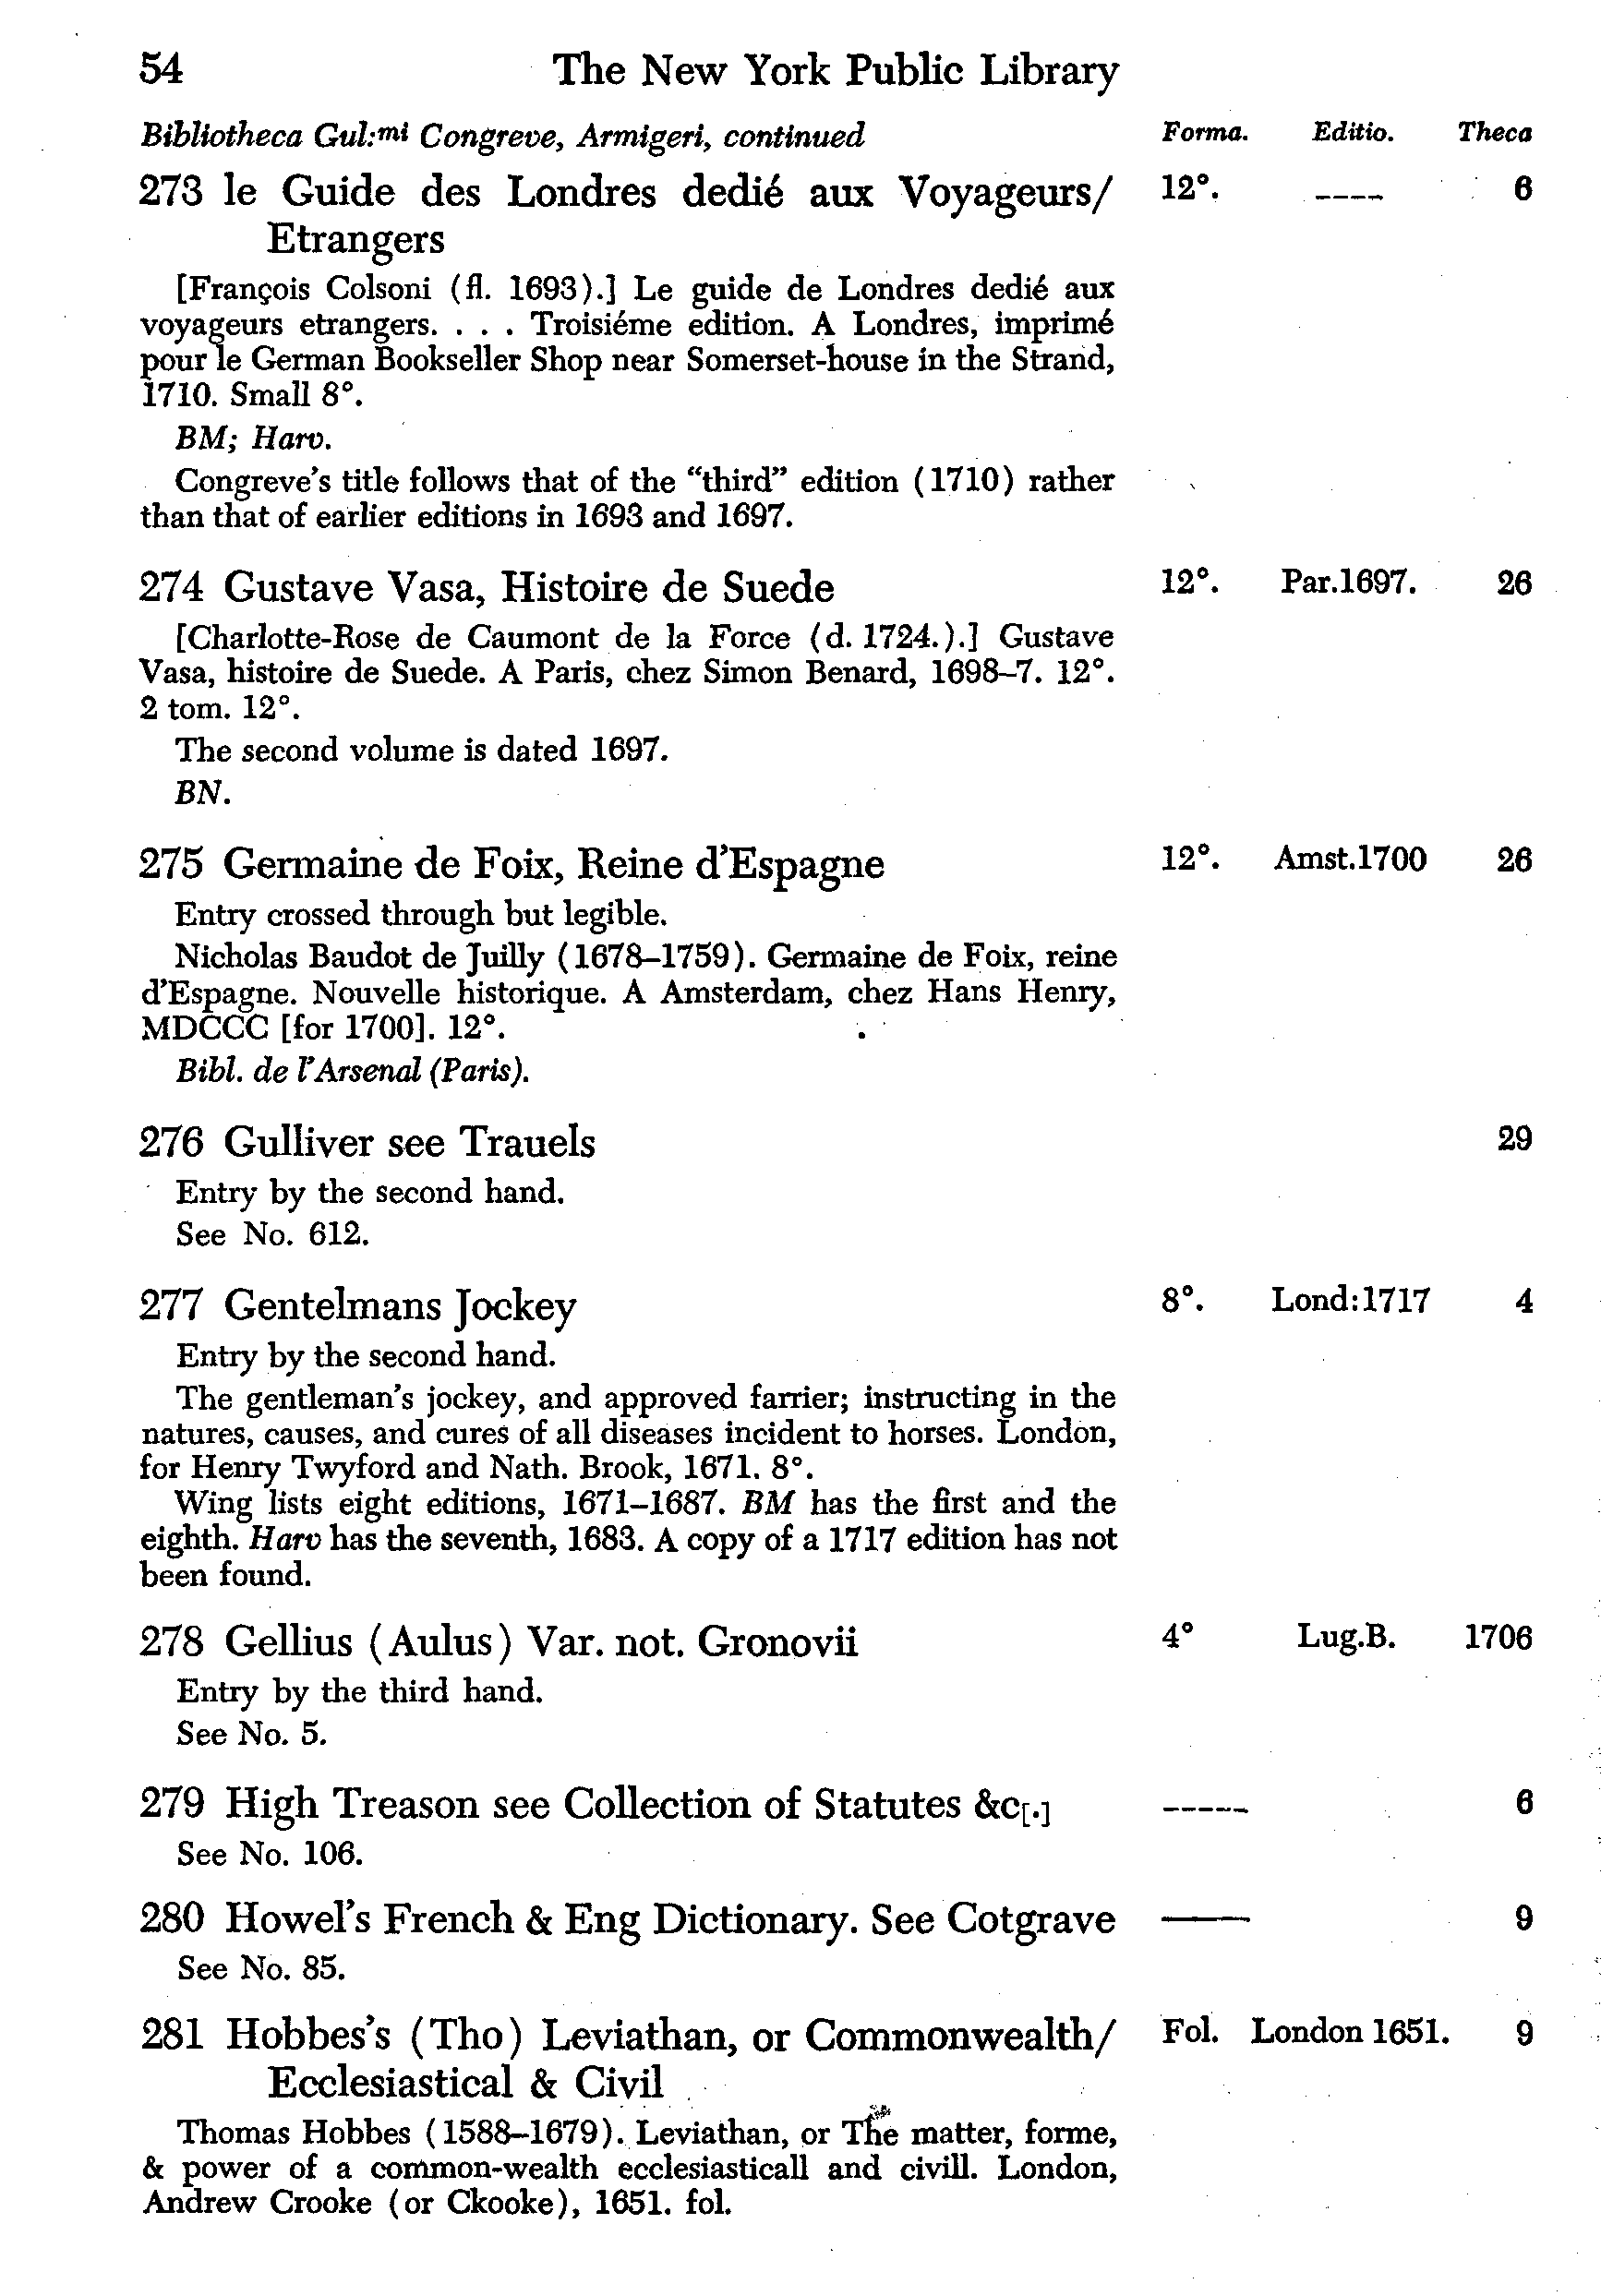 54 The New York Public Library
Bibliotheca Gul:mi Congreve, Armigeri, continued Forma. Editio. Theca
273 le Guide des Londres dedié aux Voyageurs/ 12°. ---- 6
Etrangers
[François Colsoni (fl. 1693).] Le guide de Londres dedié aux
voyageurs etrangers. . . . Troisiéme edition. A Londres, imprimé
pour le German Bookseller Shop near Somerset-house in the Strand,
1710. Small 8°.
BM; Harv.
Congreve's title follows that of the "third" edition (1710) rather
than that of earlier editions in 1693 and 1697.
274 Gustave Vasa, Histoire de Suede 12°. Par.1697. 26
[Charlotte-Rose de Caumont de la Force (d. 1724.).] Gustave
Vasa, histoire de Suede. A Paris, chez Simon Benard, 1698–7. 12°.
2 tom. 12°.
The second volume is dated 1697.
BN.
275 Germaine de Foix, Reine d'Espagne 12°. Amst.1700 26
Entry crossed through but legible.
Nicholas Baudot de Juilly (1678–1759). Germaine de Foix, reine
d'Espagne. Nouvelle historique. A Amsterdam, chez Hans Henry,
MDCCC [for 1700]. 12°.
Bibl. de l'Arsenal (Paris).
276 Gulliver see Trauels 29
Entry by the second hand.
See No. 612.
277 Gentelmans Jockey 8°. Lond:1717 4
Entry by the second hand.
The gentleman's jockey, and approved farrier; instructing in the
natures, causes, and cures of all diseases incident to horses. London,
for Henry Twyford and Nath. Brook, 1671. 8°.
Wing lists eight editions, 1671–1687. BM has the first and the
eighth. Harv has the seventh, 1683. A copy of a 1717 edition has not
been found.
278 Gellius (Aulus) Var. not. Gronovii 4° Lug.B. 1706
Entry by the third hand.
See No. 5.
279 High Treason see Collection of Statutes &c[.] ----- 6
See No. 106.
280 Howel's French & Eng Dictionary. See Cotgrave —— 9
See No. 85.
281 Hobbes's (Tho) Leviathan, or Commonwealth/ Fol. London 1651. 9
Ecclesiastical & Civil
Thomas Hobbes (1588–1679). Leviathan, or The matter, forme,
& power of a common-wealth ecclesiasticall and civill. London,
Andrew Crooke (or Ckooke), 1651. fol.